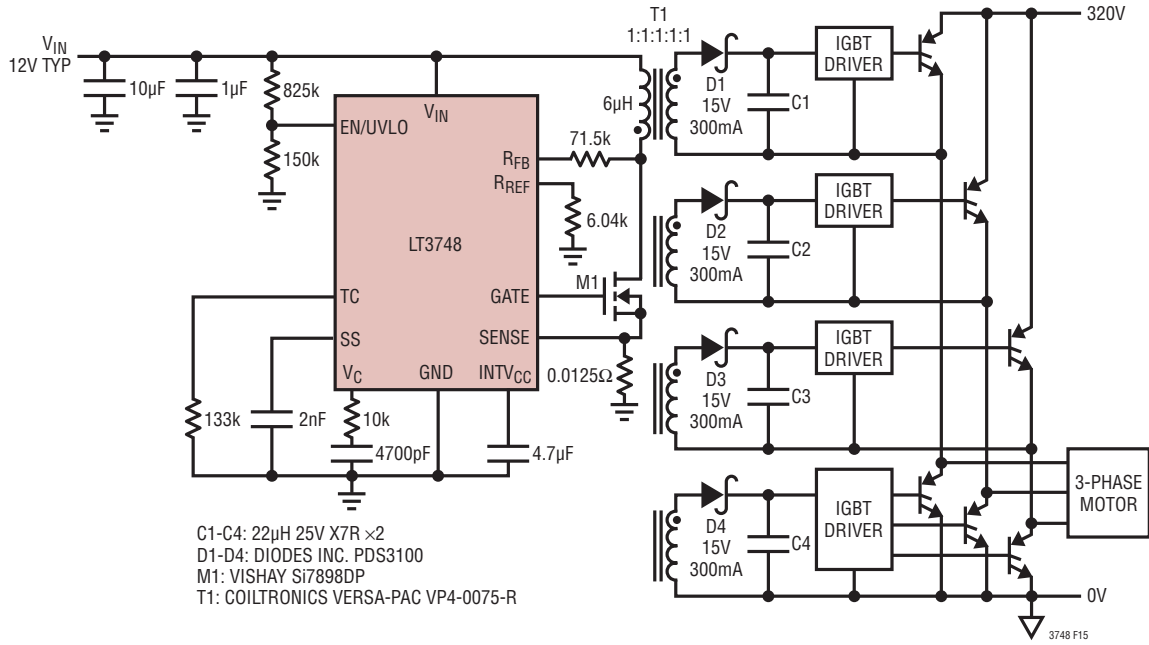 V_IN
12V TYP
10µF
1µF
825k
150k
EN/UVLO
V_IN
R_FB
R_REF
71.5k
6.04k
6µH
T1
1:1:1:1:1
LT3748
TC
SS
V_C
GND
INTV_CC
GATE
SENSE
M1
0.0125Ω
133k
2nF
10k
4700pF
4.7µF
D1
15V
300mA
C1
IGBT
DRIVER
320V
D2
15V
300mA
C2
IGBT
DRIVER
D3
15V
300mA
C3
IGBT
DRIVER
D4
15V
300mA
C4
IGBT
DRIVER
3-PHASE
MOTOR
0V
C1-C4: 22µH 25V X7R ×2
D1-D4: DIODES INC. PDS3100
M1: VISHAY Si7898DP
T1: COILTRONICS VERSA-PAC VP4-0075-R
3748 F15